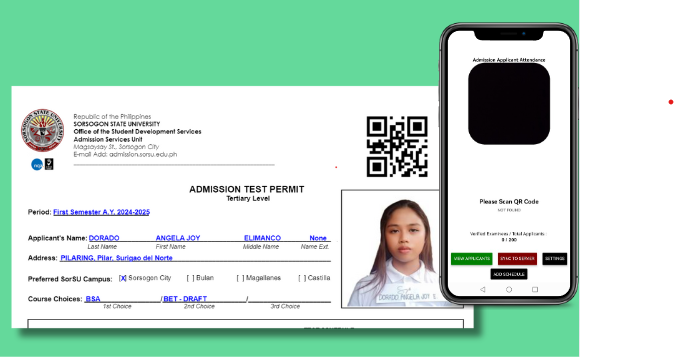 Republic of the Philippines
SORSOGON STATE UNIVERSITY
Office of the Student Development Services
Admission Services Unit
Magsaysay St., Sorsogon City
E-mail Add: admission.sorsu.edu.ph
ADMISSION TEST PERMIT
Tertiary Level
Period: First Semester A.Y. 2024-2025
Applicant's Name: DORADO ANGELA JOY ELIMANCO None
Last Name First Name Middle Name Name Ext.
Address: PILARING, Pilar, Surigao del Norte
Preferred SorSU Campus: [X] Sorsogon City [ ] Bulan [ ] Magallanes [ ] Castilla
Course Choices: BSA / BET - DRAFT /
1st Choice 2nd Choice 3rd Choice
DORADO ANGELA JOY E.
Admission Applicant Attendance
Please Scan QR Code
NOT FOUND
Verified Examinees / Total Applicants :
0 / 200
VIEW APPLICANTS
SYNC TO SERVER
SETTINGS
ADD SCHEDULE